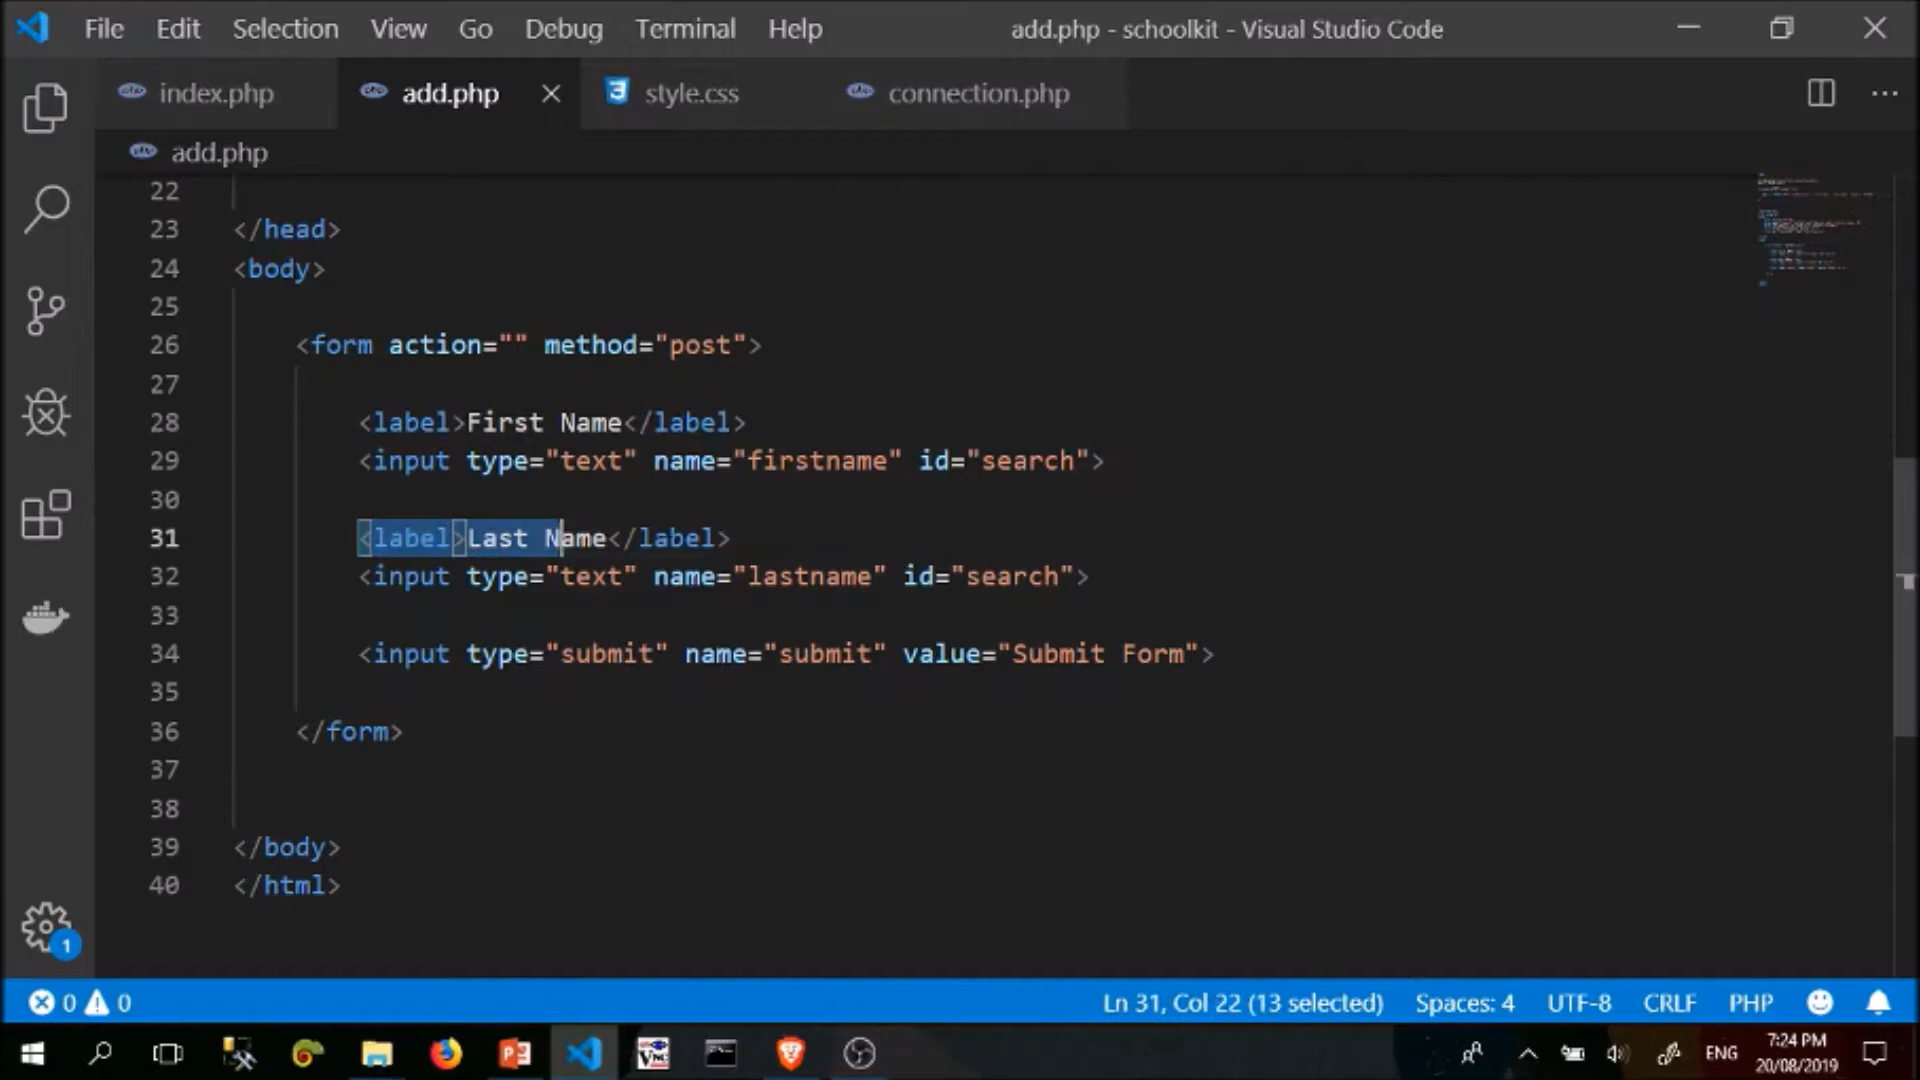 File Edit Selection View Go Debug Terminal Help add.php - schoolkit - Visual Studio Code
index.php add.php style.css connection.php
add.php
22
23 </head>
24 <body>
25
26 <form action="" method="post">
27
28 <label>First Name</label>
29 <input type="text" name="firstname" id="search">
30
31 <label>Last Name</label>
32 <input type="text" name="lastname" id="search">
33
34 <input type="submit" name="submit" value="Submit Form">
35
36 </form>
37
38
39 </body>
40 </html>
1
0 0 Ln 31, Col 22 (13 selected) Spaces: 4 UTF-8 CRLF PHP
ENG 7:24 PM
20/08/2019